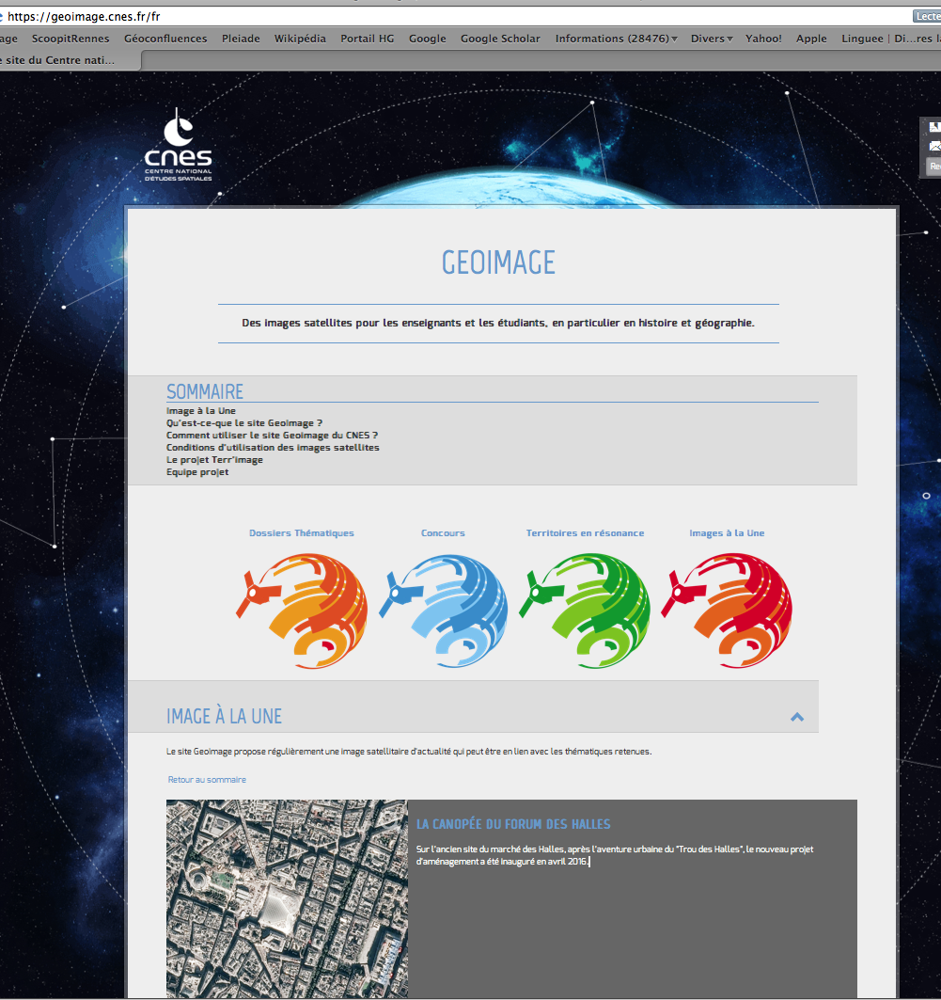 https://geoimage.cnes.fr/fr
Lecte
age ScoopitRennes Géoconfluences Pleiade Wikipédia Portail HG Google Google Scholar Informations (28476) Divers Yahoo! Apple Linguee | Di...res la
e site du Centre nati...
cnes
CENTRE NATIONAL
D'ÉTUDES SPATIALES
Re
GEOIMAGE
Des images satellites pour les enseignants et les étudiants, en particulier en histoire et géographie.
SOMMAIRE
Image à la Une
Qu'est-ce-que le site GeoImage ?
Comment utiliser le site Geoimage du CNES ?
Conditions d'utilisation des images satellites
Le projet Terr'Image
Equipe projet
Dossiers Thématiques Concours Territoires en résonance Images à la Une
IMAGE À LA UNE
Le site GeoImage propose régulièrement une image satellitaire d'actualité qui peut être en lien avec les thématiques retenues.
Retour au sommaire
LA CANOPÉE DU FORUM DES HALLES
Sur l'ancien site du marché des Halles, après l'aventure urbaine du "Trou des Halles", le nouveau projet
d'aménagement a été inauguré en avril 2016.